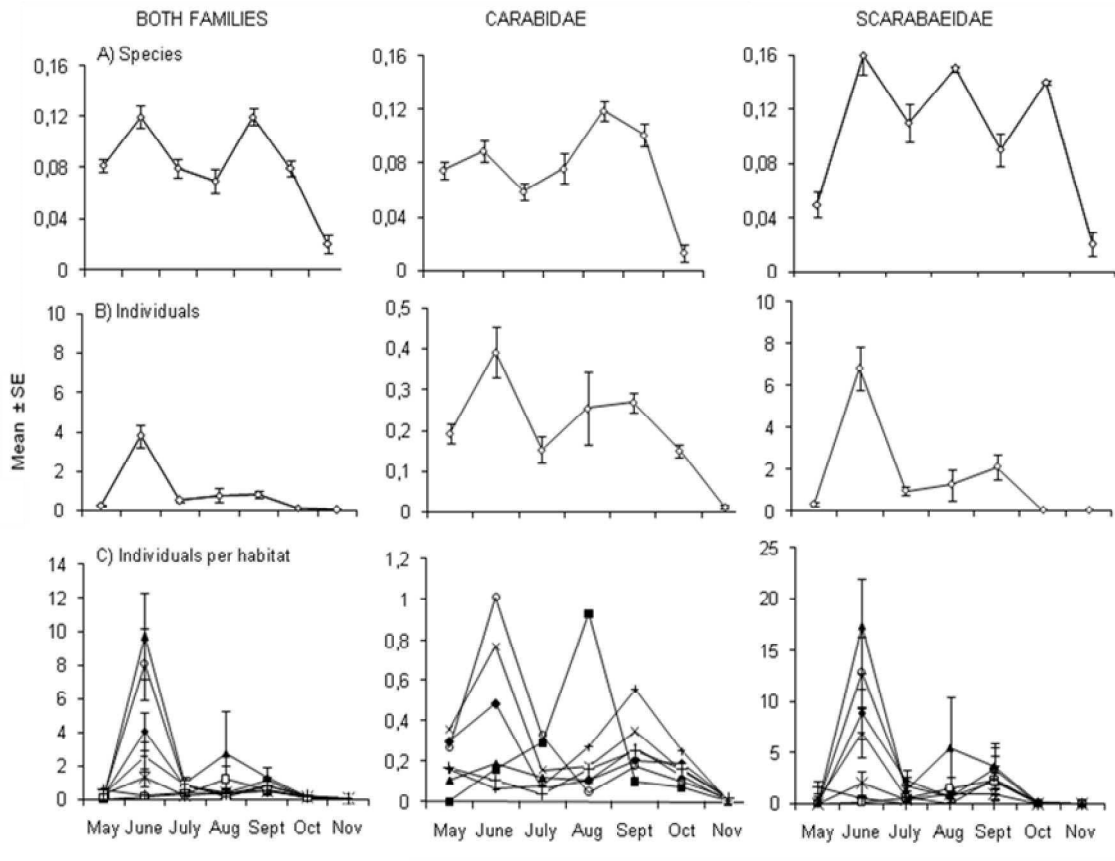 BOTH FAMILIES CARABIDAE SCARABAEIDAE
A) Species
0,16 0,16 0,16
0,12 0,12 0,12
0,08 0,08 0,08
0,04 0,04 0,04
0 0 0
B) Individuals
10 0,5 10
8 0,4 8
6 0,3 6
4 0,2 4
2 0,1 2
0 0 0
Mean ± SE
C) Individuals per habitat
14 1,2 25
12 1 20
10 0,8 15
8 0,6 10
6 0,4 5
4 0,2 0
2 0
0
May June July Aug Sept Oct Nov May June July Aug Sept Oct Nov May June July Aug Sept Oct Nov